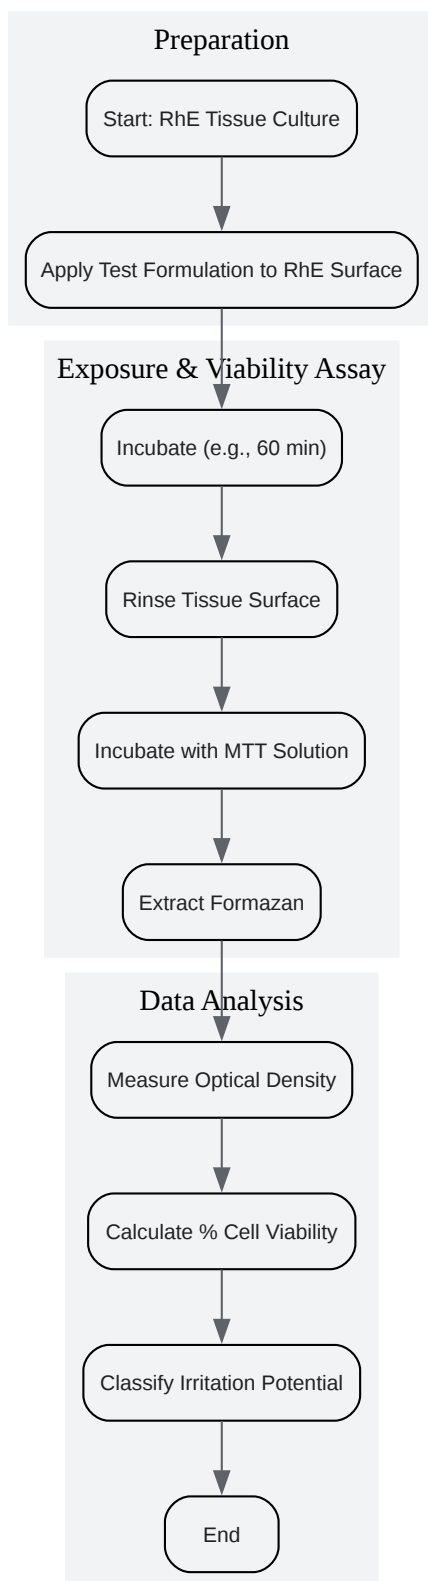 Preparation
Start: RhE Tissue Culture
Apply Test Formulation to RhE Surface
Exposure & Viability Assay
Incubate (e.g., 60 min)
Rinse Tissue Surface
Incubate with MTT Solution
Extract Formazan
Data Analysis
Measure Optical Density
Calculate % Cell Viability
Classify Irritation Potential
End